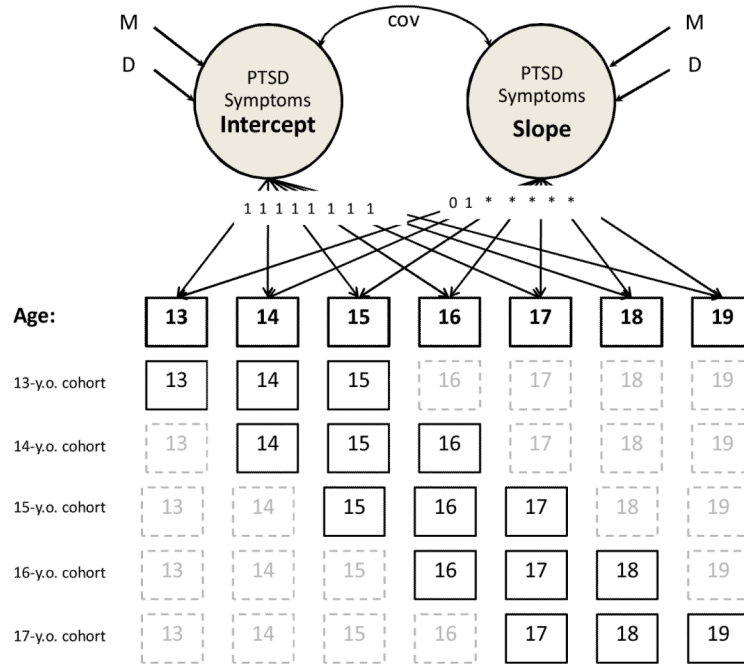 M cov M
D D
PTSD
Symptoms
Intercept
PTSD
Symptoms
Slope
1 1 1 1 1 1 1 1
0 1 * * * * *
Age: 13 14 15 16 17 18 19
13-y.o. cohort 13 14 15 16 17 18 19
14-y.o. cohort 13 14 15 16 17 18 19
15-y.o. cohort 13 14 15 16 17 18 19
16-y.o. cohort 13 14 15 16 17 18 19
17-y.o. cohort 13 14 15 16 17 18 19